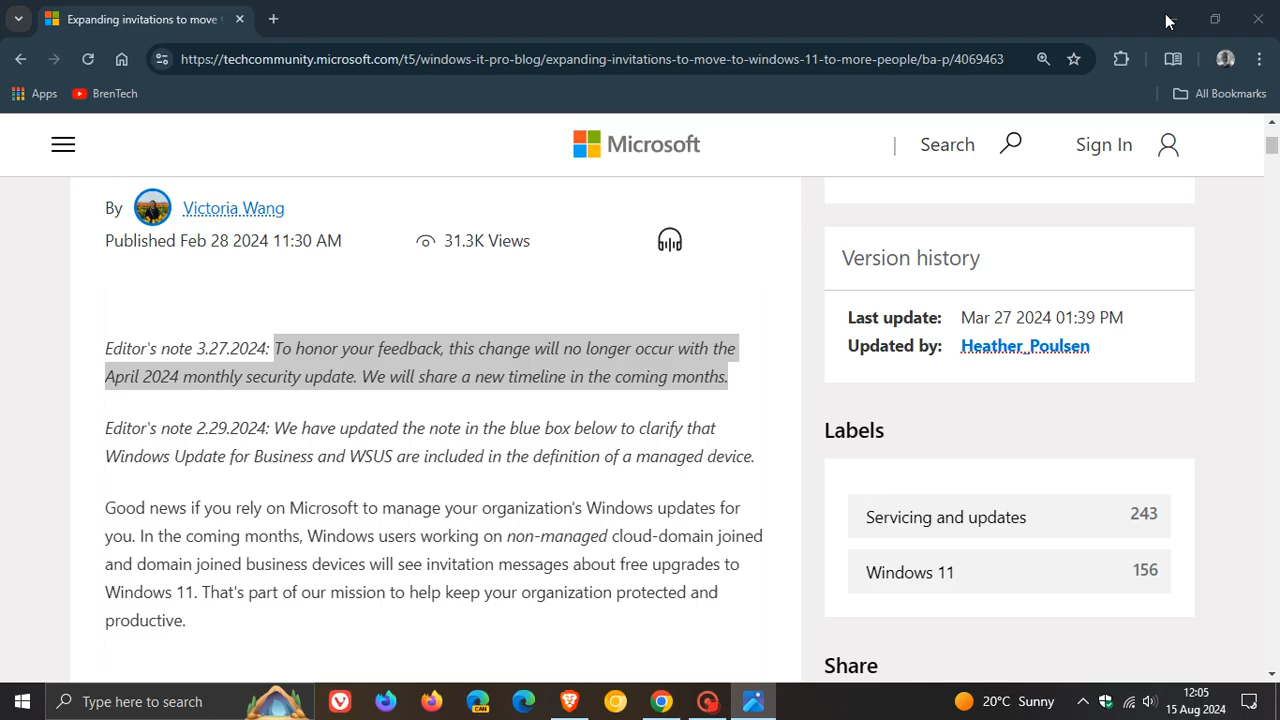 Expanding invitations to move
https://techcommunity.microsoft.com/t5/windows-it-pro-blog/expanding-invitations-to-move-to-windows-11-to-more-people/ba-p/4069463
Apps
BrenTech
All Bookmarks
Microsoft
Search
Sign In
By Victoria Wang
Published Feb 28 2024 11:30 AM
31.3K Views
Editor's note 3.27.2024: To honor your feedback, this change will no longer occur with the
April 2024 monthly security update. We will share a new timeline in the coming months.
Editor's note 2.29.2024: We have updated the note in the blue box below to clarify that
Windows Update for Business and WSUS are included in the definition of a managed device.
Good news if you rely on Microsoft to manage your organization's Windows updates for
you. In the coming months, Windows users working on non-managed cloud-domain joined
and domain joined business devices will see invitation messages about free upgrades to
Windows 11. That's part of our mission to help keep your organization protected and
productive.
Version history
Last update: Mar 27 2024 01:39 PM
Updated by: Heather_Poulsen
Labels
Servicing and updates 243
Windows 11 156
Share
Type here to search
CAN
20°C Sunny
12:05
15 Aug 2024